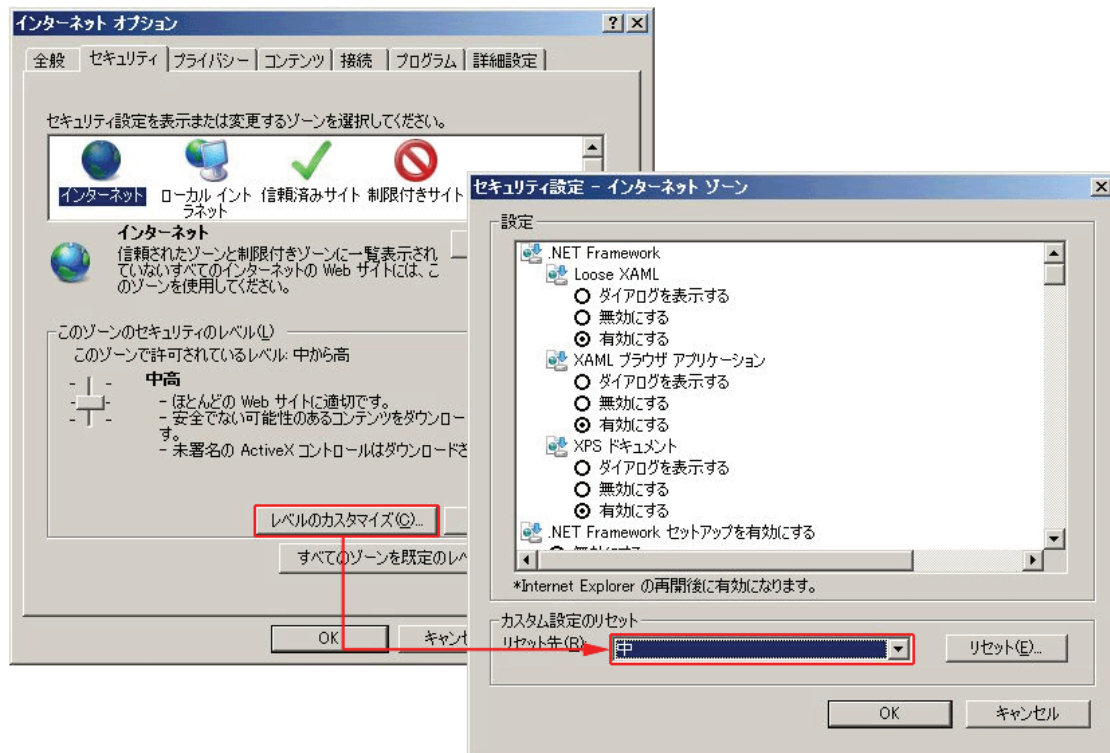 インターネット オプション
全般
セキュリティ
プライバシー
コンテンツ
接続
プログラム
詳細設定
セキュリティ設定を表示または変更するゾーンを選択してください。
インターネット
ローカル イントラネット
信頼済みサイト
制限付きサイト
インターネット
信頼されたゾーンと制限付きゾーンに一覧表示され
ていないすべてのインターネットの Web サイトには、こ
のゾーンを使用してください。
このゾーンのセキュリティのレベル(L)
このゾーンで許可されているレベル: 中から高
中高
- ほとんどの Web サイトに適切です。
- 安全でない可能性のあるコンテンツをダウンロー
す。
- 未署名の ActiveX コントロールはダウンロードさ
レベルのカスタマイズ(C)...
すべてのゾーンを既定のレベ
OK
キャンセ
セキュリティ設定 - インターネット ゾーン
設定
.NET Framework
Loose XAML
ダイアログを表示する
無効にする
有効にする
XAML ブラウザ アプリケーション
ダイアログを表示する
無効にする
有効にする
XPS ドキュメント
ダイアログを表示する
無効にする
有効にする
.NET Framework セットアップを有効にする
*Internet Explorer の再開後に有効になります。
カスタム設定のリセット
リセット先(R):
中
リセット(E)...
OK
キャンセル